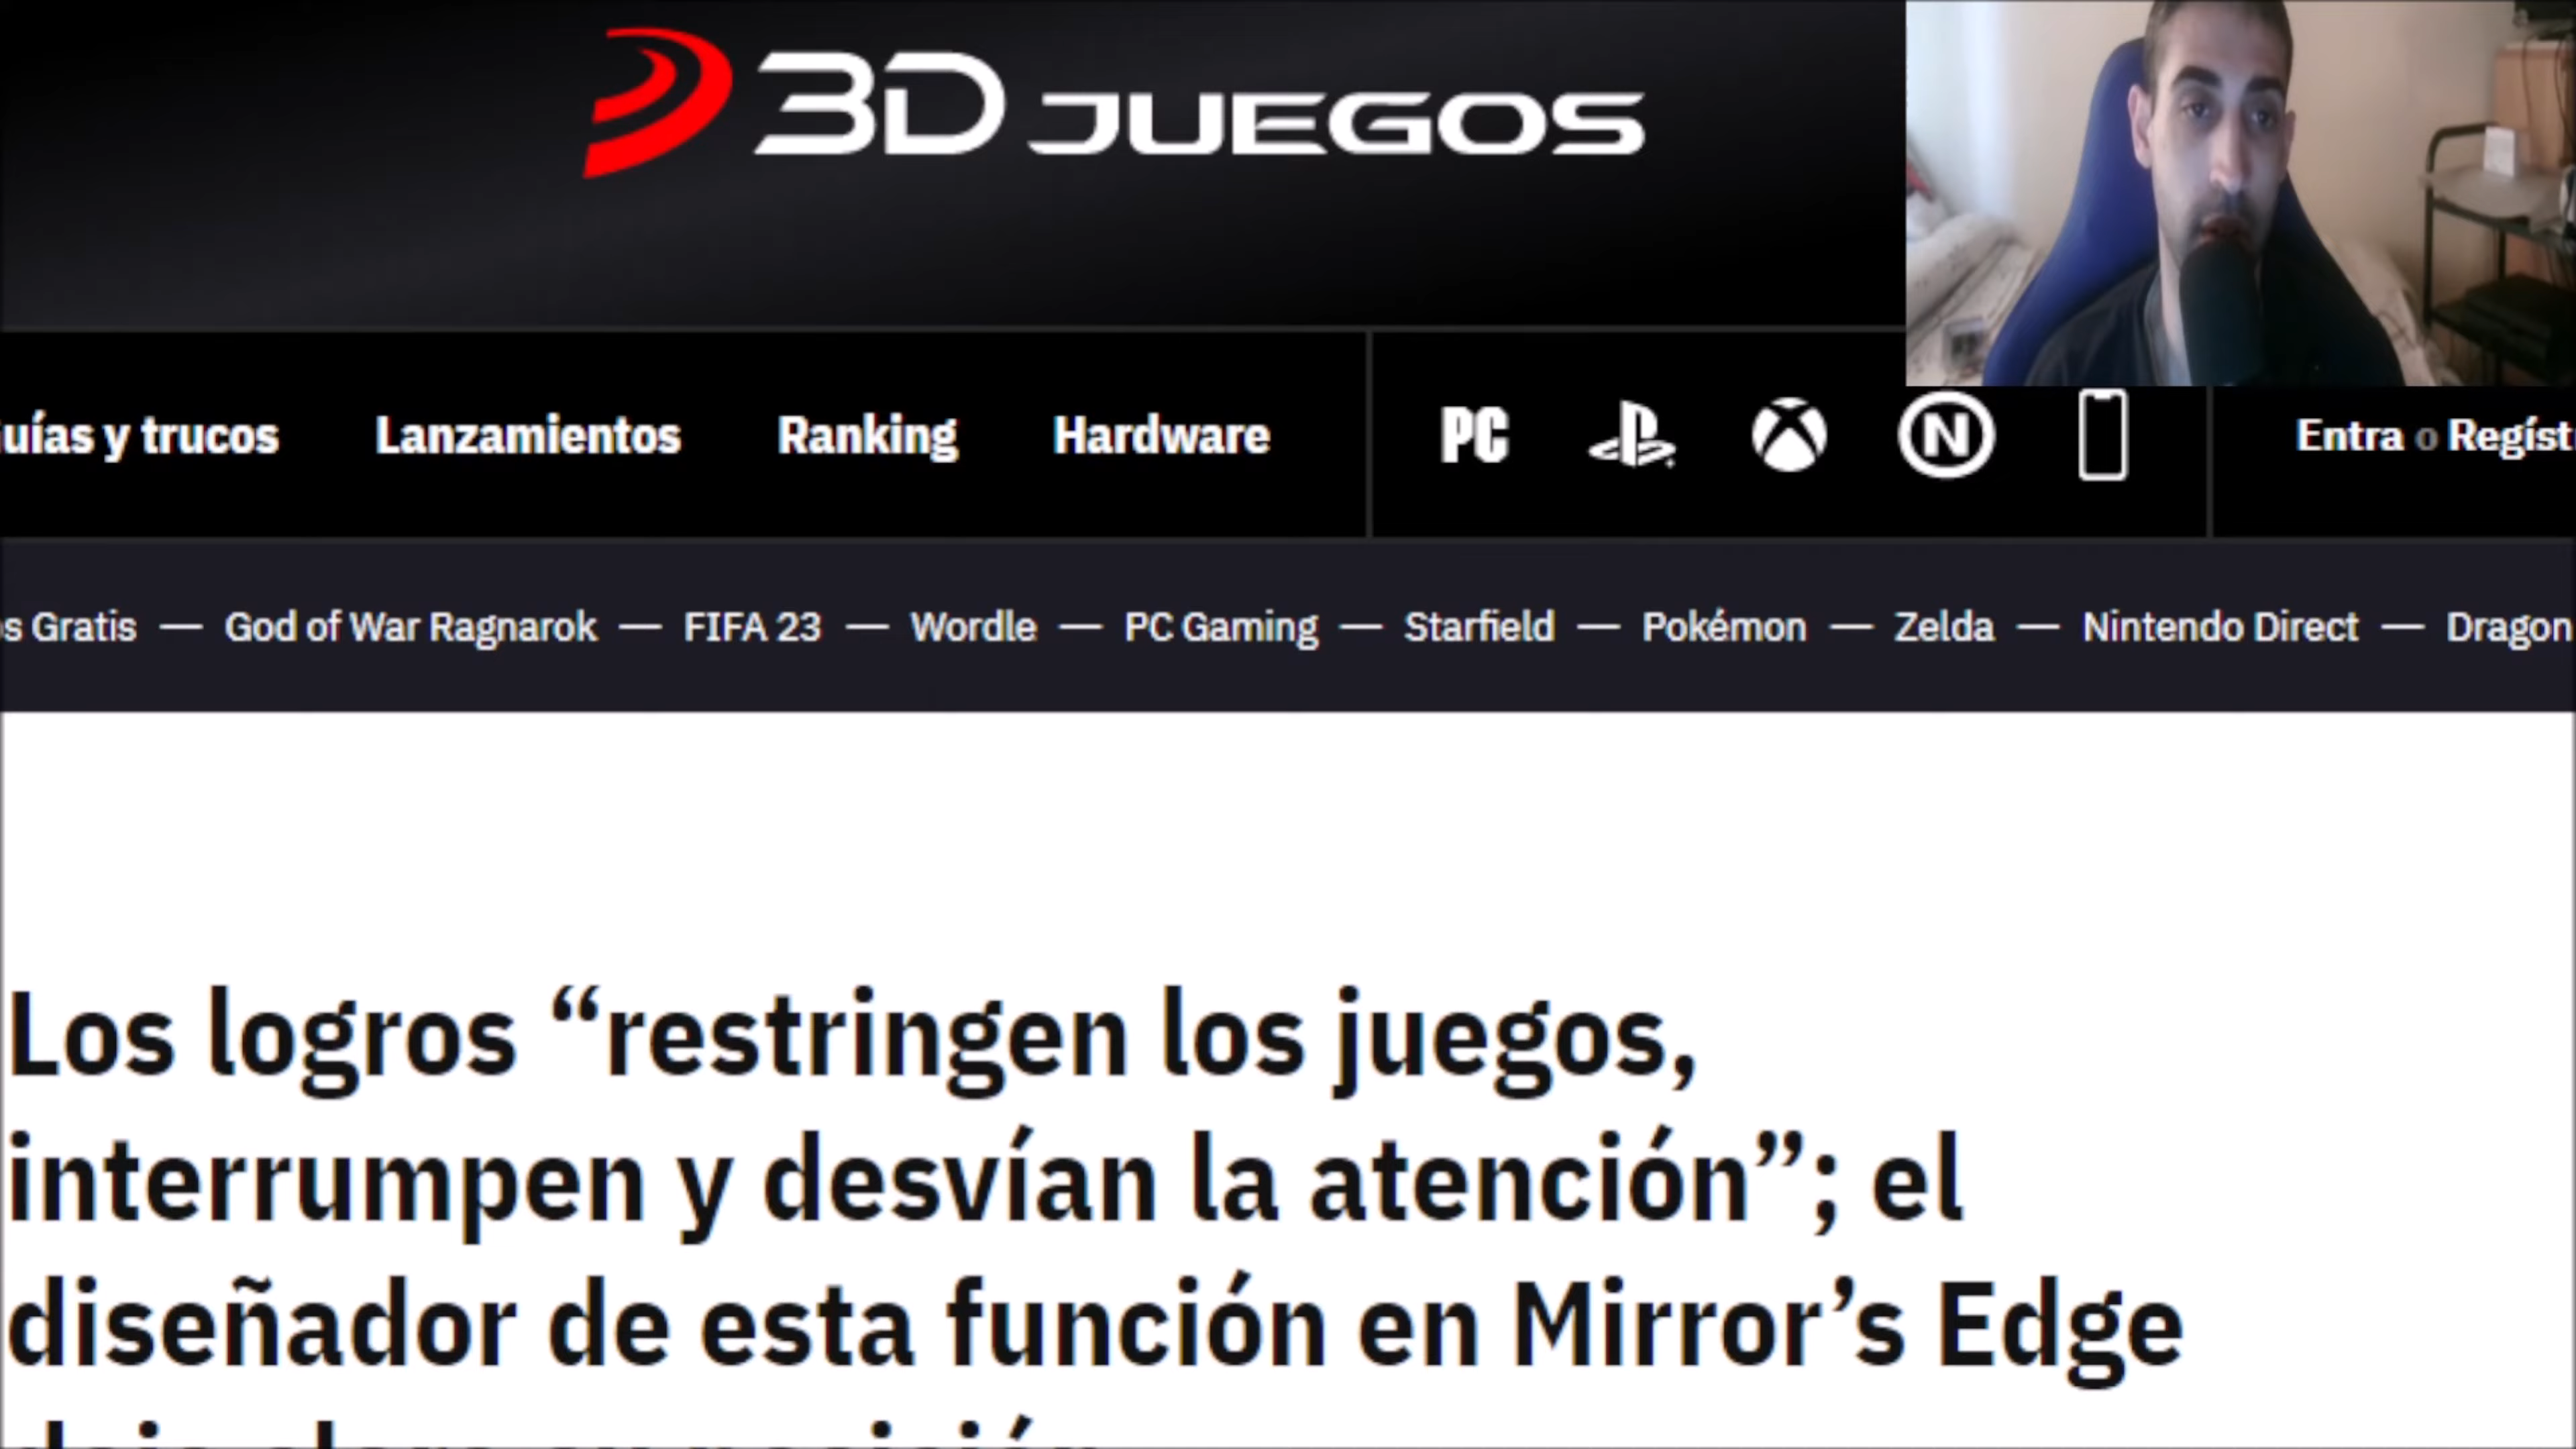 3D JUEGOS
uías y trucos Lanzamientos Ranking Hardware PC Entra o Regíst
s Gratis — God of War Ragnarok — FIFA 23 — Wordle — PC Gaming — Starfield — Pokémon — Zelda — Nintendo Direct — Dragon
Los logros “restringen los juegos,
interrumpen y desvían la atención”; el
diseñador de esta función en Mirror’s Edge